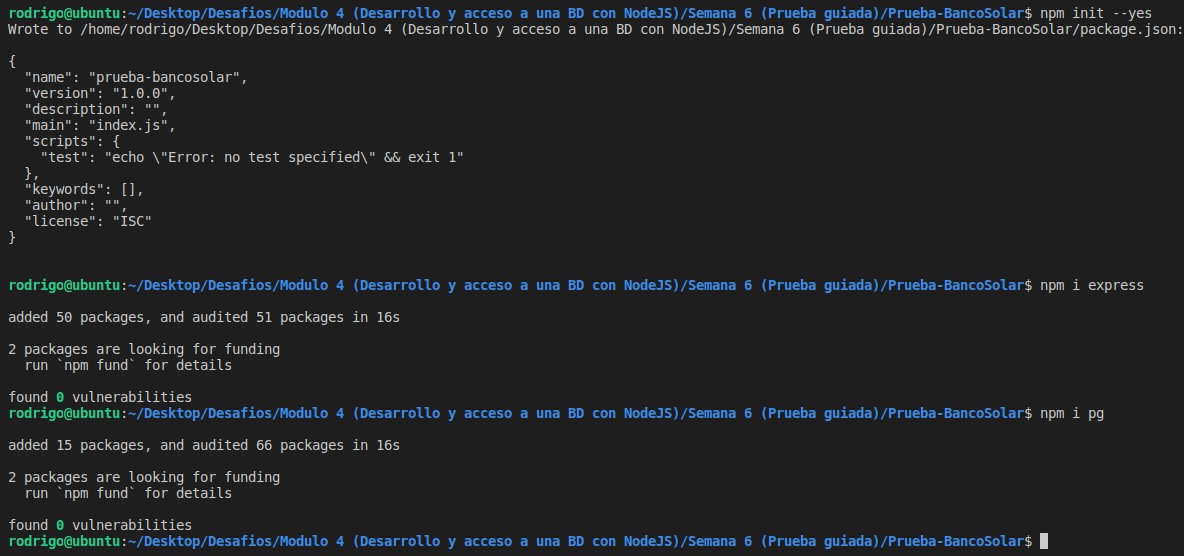 rodrigo@ubuntu:~/Desktop/Desafios/Modulo 4 (Desarrollo y acceso a una BD con NodeJS)/Semana 6 (Prueba guiada)/Prueba-BancoSolar$ npm init --yes
Wrote to /home/rodrigo/Desktop/Desafios/Modulo 4 (Desarrollo y acceso a una BD con NodeJS)/Semana 6 (Prueba guiada)/Prueba-BancoSolar/package.json:
{
  "name": "prueba-bancosolar",
  "version": "1.0.0",
  "description": "",
  "main": "index.js",
  "scripts": {
    "test": "echo \"Error: no test specified\" && exit 1"
  },
  "keywords": [],
  "author": "",
  "license": "ISC"
}
rodrigo@ubuntu:~/Desktop/Desafios/Modulo 4 (Desarrollo y acceso a una BD con NodeJS)/Semana 6 (Prueba guiada)/Prueba-BancoSolar$ npm i express
added 50 packages, and audited 51 packages in 16s
2 packages are looking for funding
  run `npm fund` for details
found 0 vulnerabilities
rodrigo@ubuntu:~/Desktop/Desafios/Modulo 4 (Desarrollo y acceso a una BD con NodeJS)/Semana 6 (Prueba guiada)/Prueba-BancoSolar$ npm i pg
added 15 packages, and audited 66 packages in 16s
2 packages are looking for funding
  run `npm fund` for details
found 0 vulnerabilities
rodrigo@ubuntu:~/Desktop/Desafios/Modulo 4 (Desarrollo y acceso a una BD con NodeJS)/Semana 6 (Prueba guiada)/Prueba-BancoSolar$